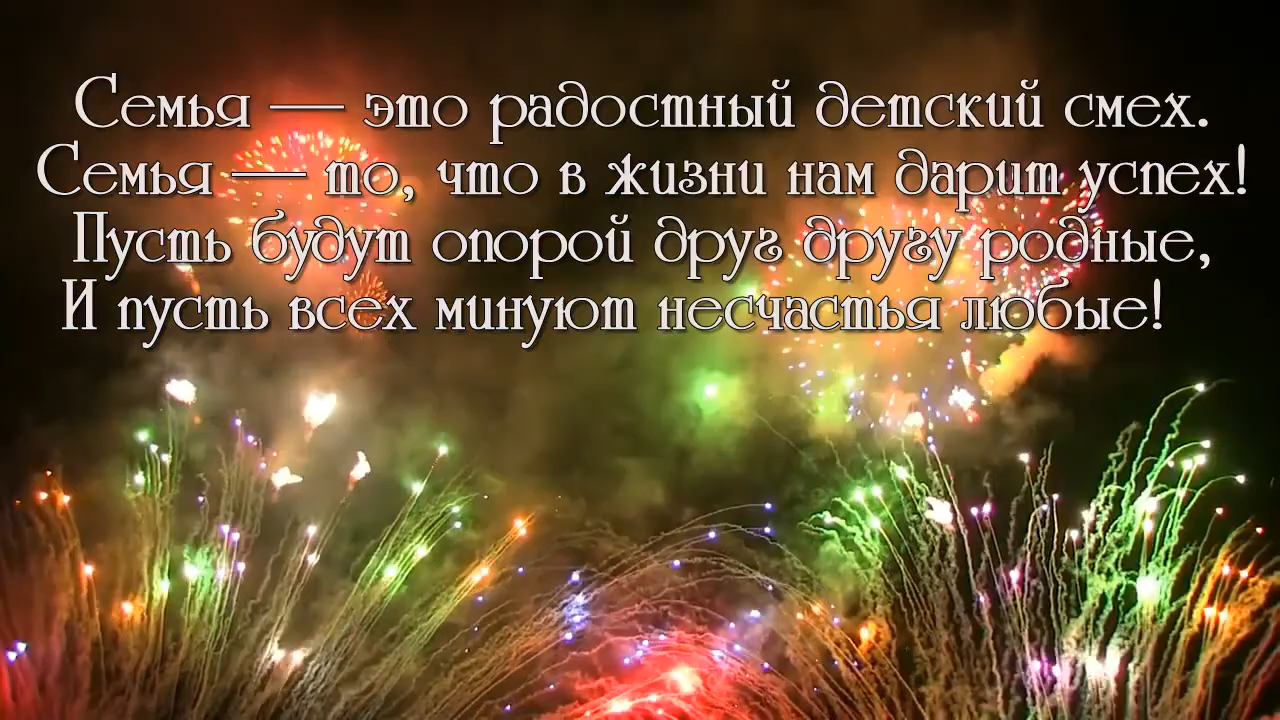 Семья — это радостный детский смех.
Семья — то, что в жизни нам дарит успех!
Пусть будут опорой друг другу родные,
И пусть всех минуют несчастья любые!